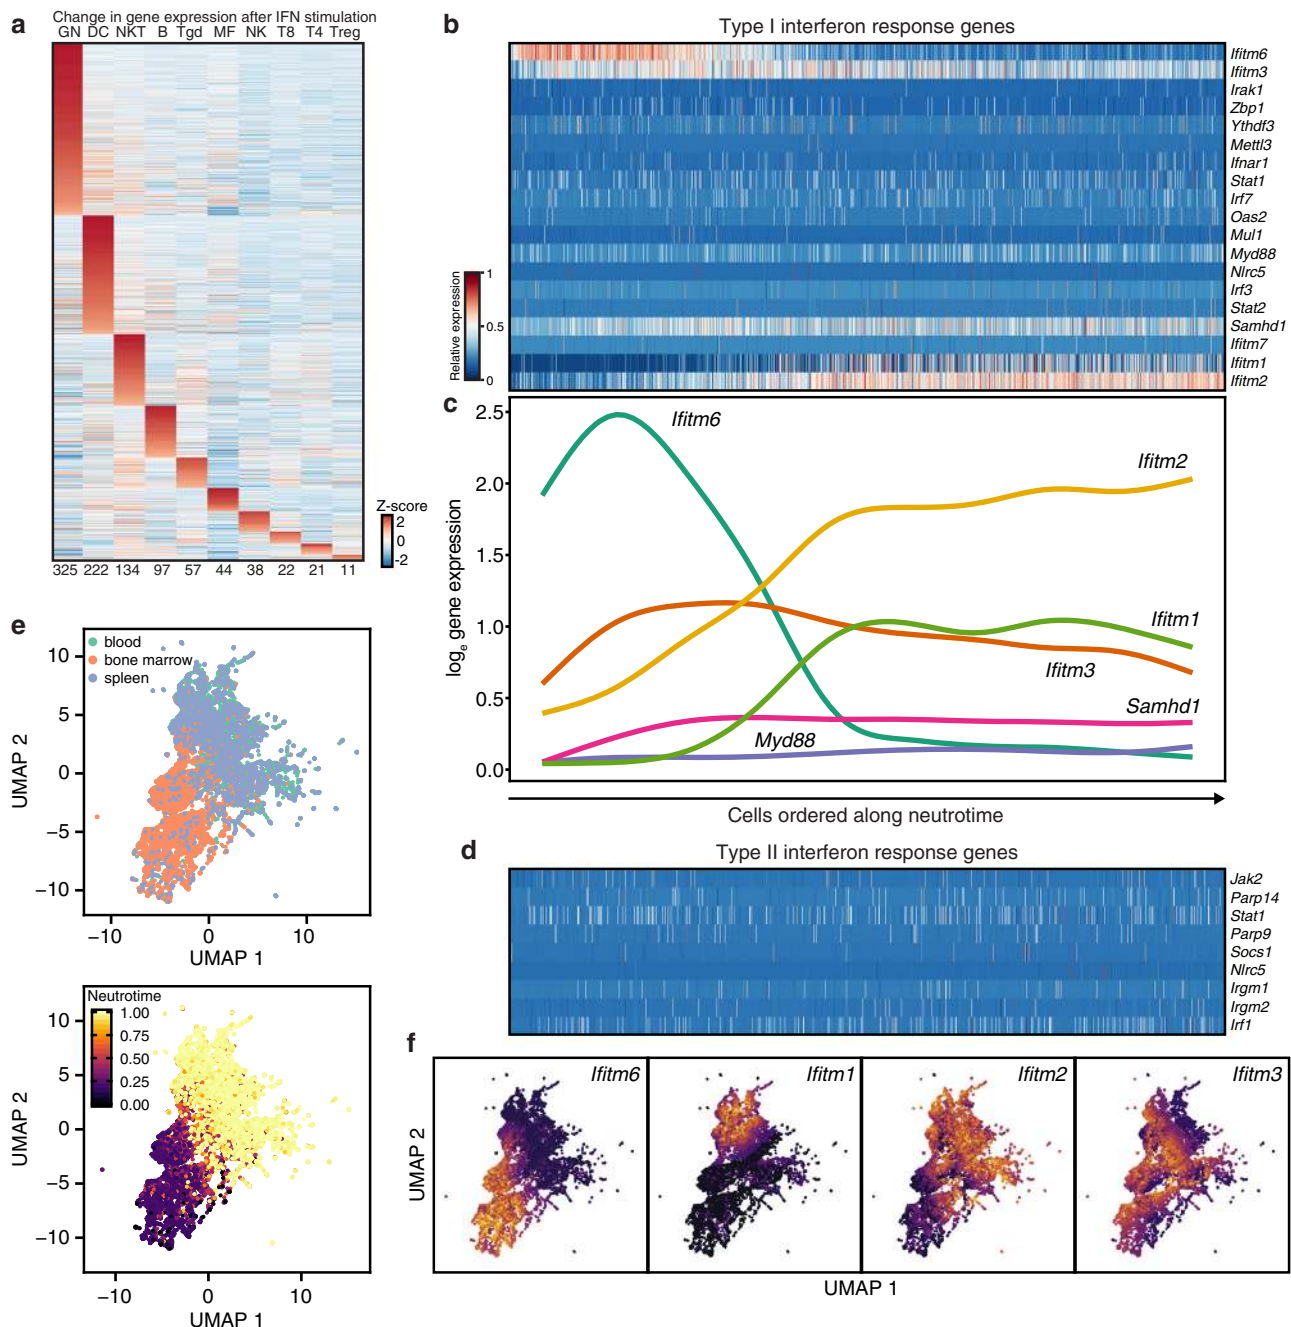 a
Change in gene expression after IFN stimulation
GN DC NKT B Tgd MF NK T8 T4 Treg
325 222 134 97 57 44 38 22 21 11
Z-score
2
0
-2
b
Type I interferon response genes
Ifitm6
Ifitm3
Irak1
Zbp1
Ythdf3
Mettl3
Ifnar1
Stat1
Irf7
Oas2
Mul1
Myd88
Nlrc5
Irf3
Stat2
Samhd1
Ifitm7
Ifitm1
Ifitm2
Relative expression
1
0.5
0
c
2.5
2.0
1.5
1.0
0.5
0.0
loge gene expression
Ifitm6
Ifitm2
Ifitm1
Ifitm3
Samhd1
Myd88
Cells ordered along neutrotime
d
Type II interferon response genes
Jak2
Parp14
Stat1
Parp9
Socs1
Nlrc5
Irgm1
Irgm2
Irf1
e
blood
bone marrow
spleen
10
5
0
−5
−10
UMAP 2
−10 0 10
UMAP 1
Neutrotime
1.00
0.75
0.50
0.25
0.00
10
5
0
−5
−10
UMAP 2
−10 0 10
UMAP 1
f
Ifitm6 Ifitm1 Ifitm2 Ifitm3
UMAP 2
UMAP 1